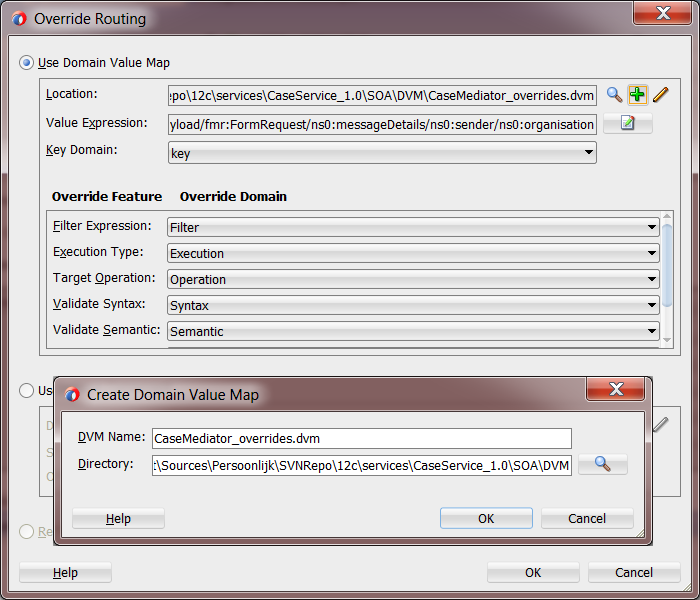 Override Routing
Use Domain Value Map
Location: epo\12c\services\CaseService_1.0\SOA\DVM\CaseMediator_overrides.dvm
Value Expression: yload/fmr:FormRequest/ns0:messageDetails/ns0:sender/ns0:organisation
Key Domain: key
Override Feature Override Domain
Filter Expression: Filter
Execution Type: Execution
Target Operation: Operation
Validate Syntax: Syntax
Validate Semantic: Semantic
Us
Create Domain Value Map
D
DVM Name: CaseMediator_overrides.dvm
S
Directory: :\Sources\Persoonlijk\SVNRepo\12c\services\CaseService_1.0\SOA\DVM
O
Help OK Cancel
Re
Help OK Cancel